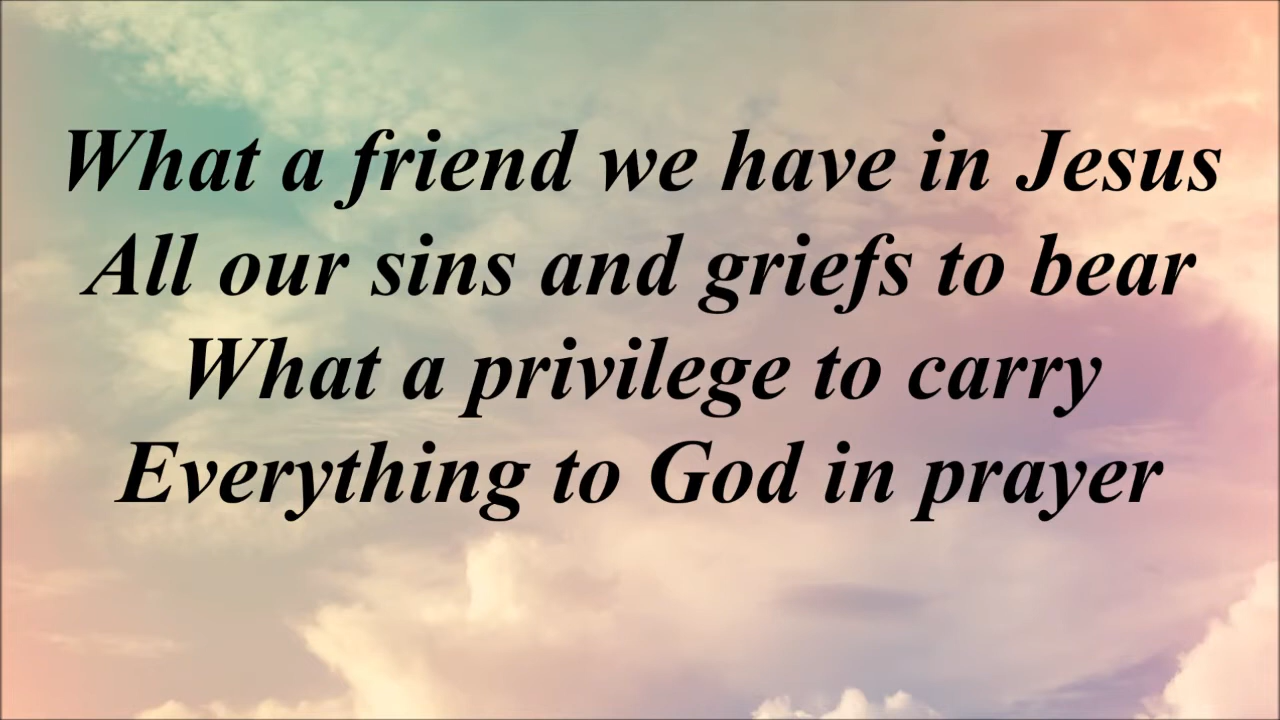 What a friend we have in Jesus
All our sins and griefs to bear
What a privilege to carry
Everything to God in prayer